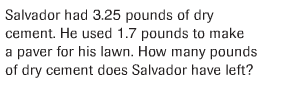 Salvador had 3.25 pounds of dry
cement. He used 1.7 pounds to make
a paver for his lawn. How many pounds
of dry cement does Salvador have left?